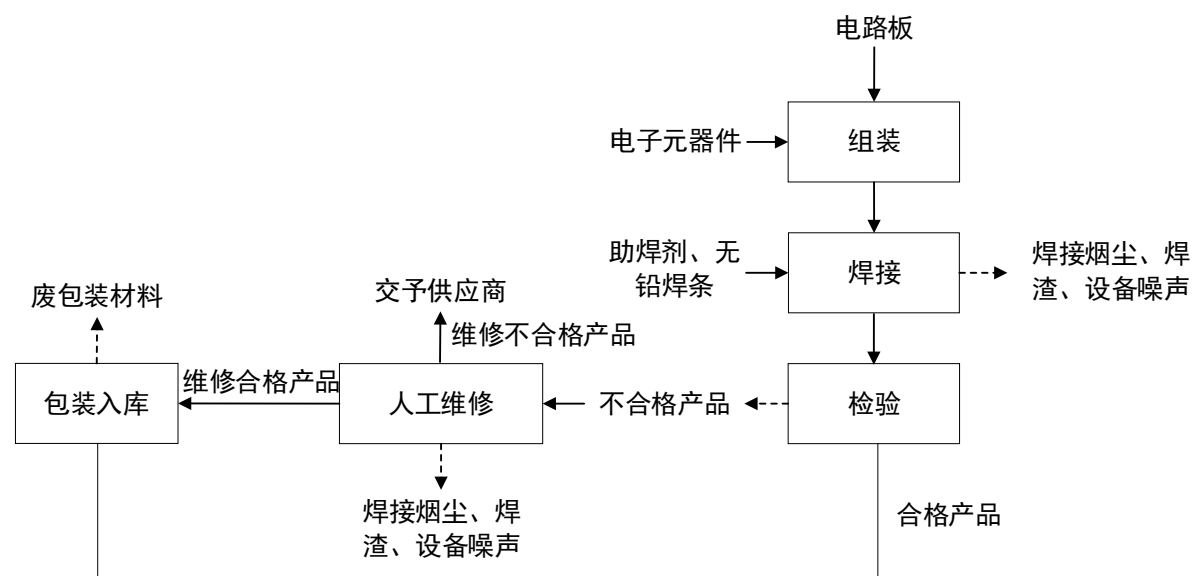 电路板
电子元器件
组装
助焊剂、无
铅焊条
焊接
焊接烟尘、焊
渣、设备噪声
废包装材料
交予供应商
维修不合格产品
包装入库
维修合格产品
人工维修
不合格产品
检验
焊接烟尘、焊
渣、设备噪声
合格产品